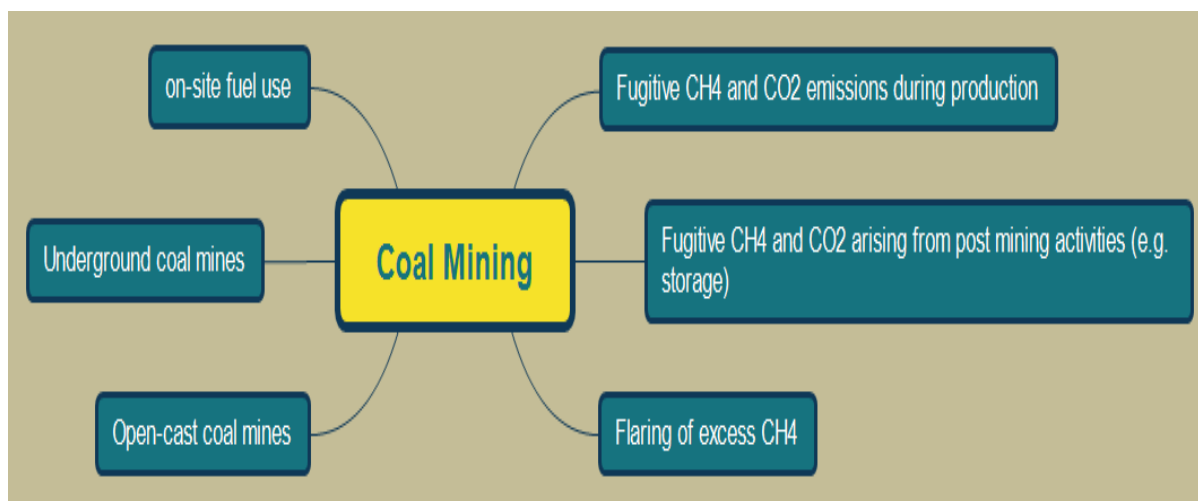 on-site fuel use
Fugitive CH4 and CO2 emissions during production
Underground coal mines
Coal Mining
Fugitive CH4 and CO2 arising from post mining activities (e.g.
storage)
Open-cast coal mines
Flaring of excess CH4